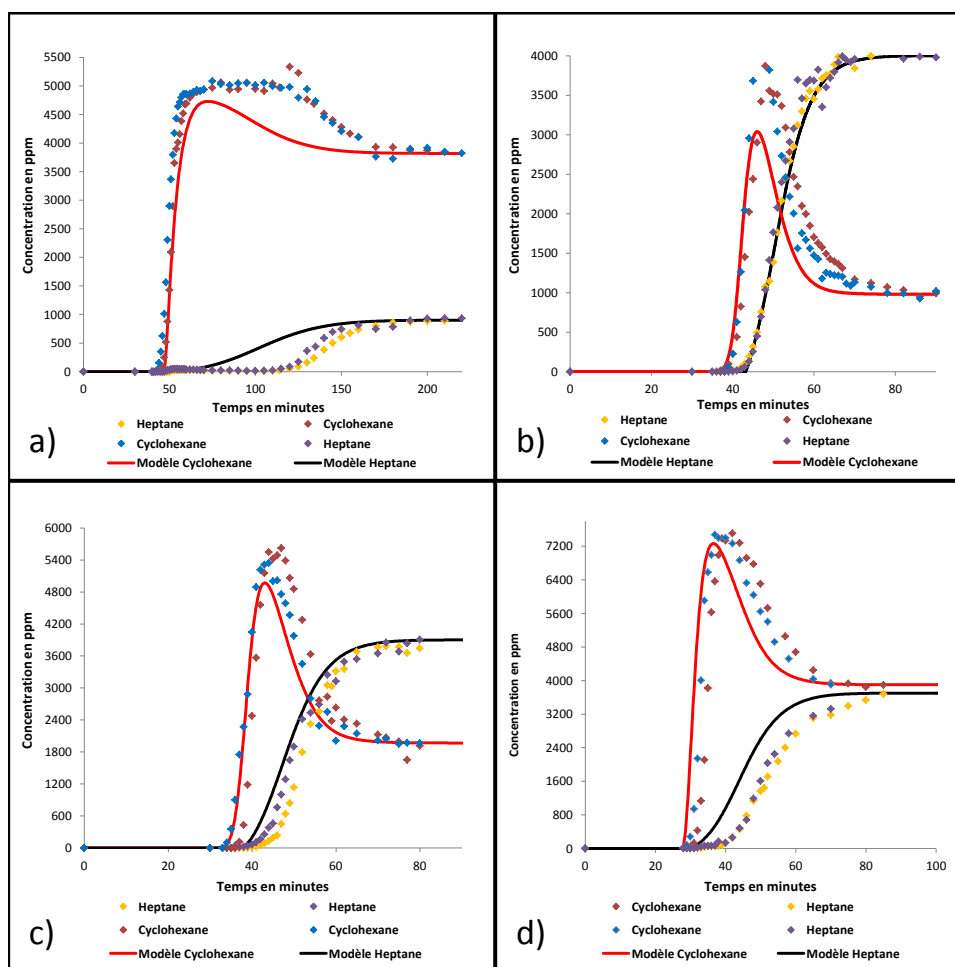 Concentration en ppm
5500
5000
4500
4000
3500
3000
2500
2000
1500
1000
500
0
0 50 100 150 200
Temps en minutes
Heptane Cyclohexane
Cyclohexane Heptane
Modèle Cyclohexane Modèle Heptane
a)
Concentration en ppm
4000
3500
3000
2500
2000
1500
1000
500
0
0 20 40 60 80
Temps en minutes
Heptane Cyclohexane
Cyclohexane Heptane
Modèle Heptane Modèle Cyclohexane
b)
Concentration en ppm
6000
5400
4800
4200
3600
3000
2400
1800
1200
600
0
0 20 40 60 80
Temps en minutes
Heptane Heptane
Cyclohexane Cyclohexane
Modèle Cyclohexane Modèle Heptane
c)
Concentration en ppm
7200
6400
5600
4800
4000
3200
2400
1600
800
0
0 20 40 60 80 100
Temps en minutes
Cyclohexane Heptane
Cyclohexane Heptane
Modèle Cyclohexane Modèle Heptane
d)